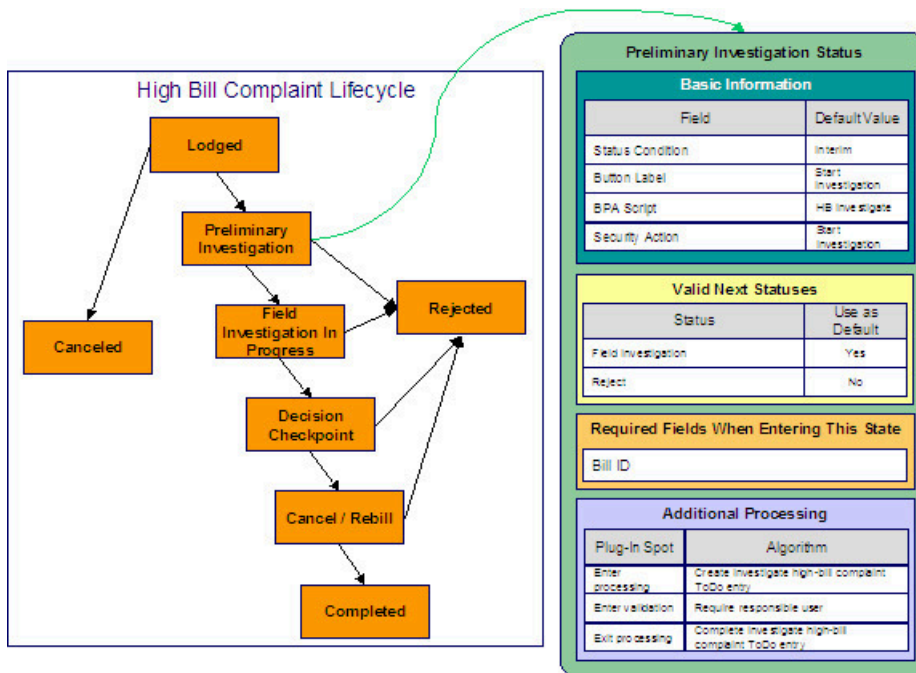 High Bill Complaint Lifecycle
Lodged
Preliminary
Investigation
Field
Investigation In
Progress
Rejected
Canceled
Decision
Checkpoint
Cancel / Rebill
Completed
Preliminary Investigation Status
Basic Information
Field Default Value
Status Condition Interim
Button Label Start
Investigation
BPA Script HB Investigate
Security Action Start
Investigation
Valid Next Statuses
Status Use as
Default
Field Investigation Yes
Reject No
Required Fields When Entering This State
Bill ID
Additional Processing
Plug-In Spot Algorithm
Enter
processing Create investigate high-bill complaint
ToDo entry
Enter validation Require responsible user
Exit processing Complete investigate high-bill
complaint ToDo entry